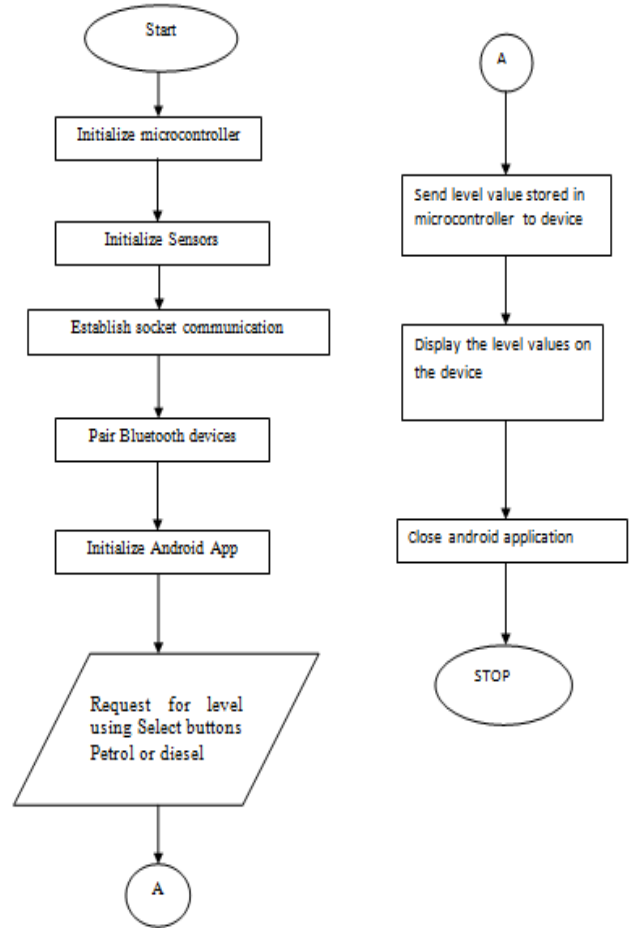 Start
Initialize microcontroller
Initialize Sensors
Establish socket communication
Pair Bluetooth devices
Initialize Android App
Request for level
using Select buttons
Petrol or diesel
A
A
Send level value stored in
microcontroller to device
Display the level values on
the device
Close android application
STOP